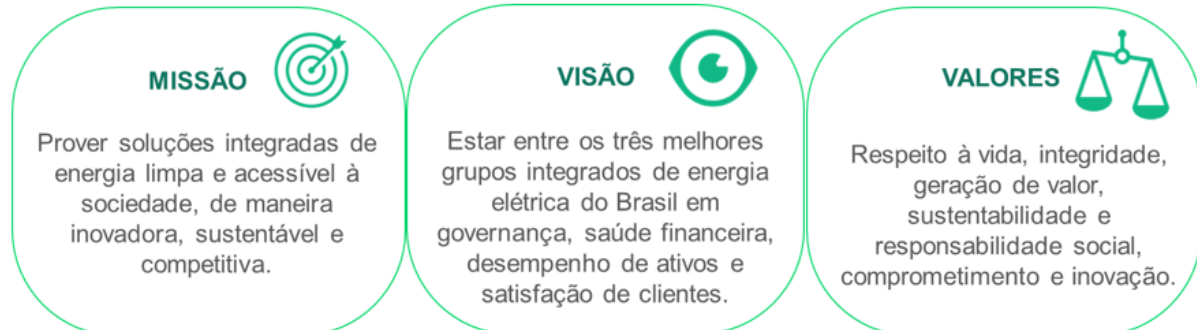 MISSÃO
Prover soluções integradas de
energia limpa e acessível à
sociedade, de maneira
inovadora, sustentável e
competitiva.
VISÃO
Estar entre os três melhores
grupos integrados de energia
elétrica do Brasil em
governança, saúde financeira,
desempenho de ativos e
satisfação de clientes.
VALORES
Respeito à vida, integridade,
geração de valor,
sustentabilidade e
responsabilidade social,
comprometimento e inovação.